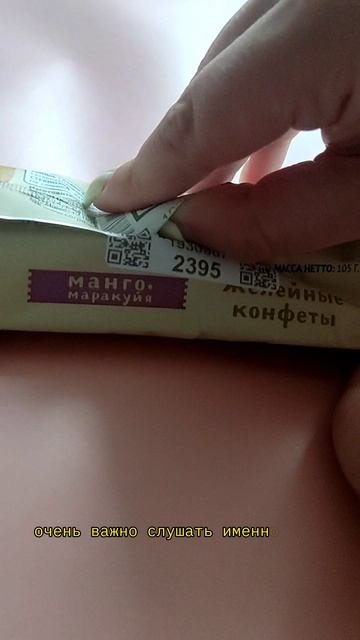 2395
МАССА НЕТТО: 105 Г.
манго-
маракуйя
Желейные
конфеты
очень важно слушать именн